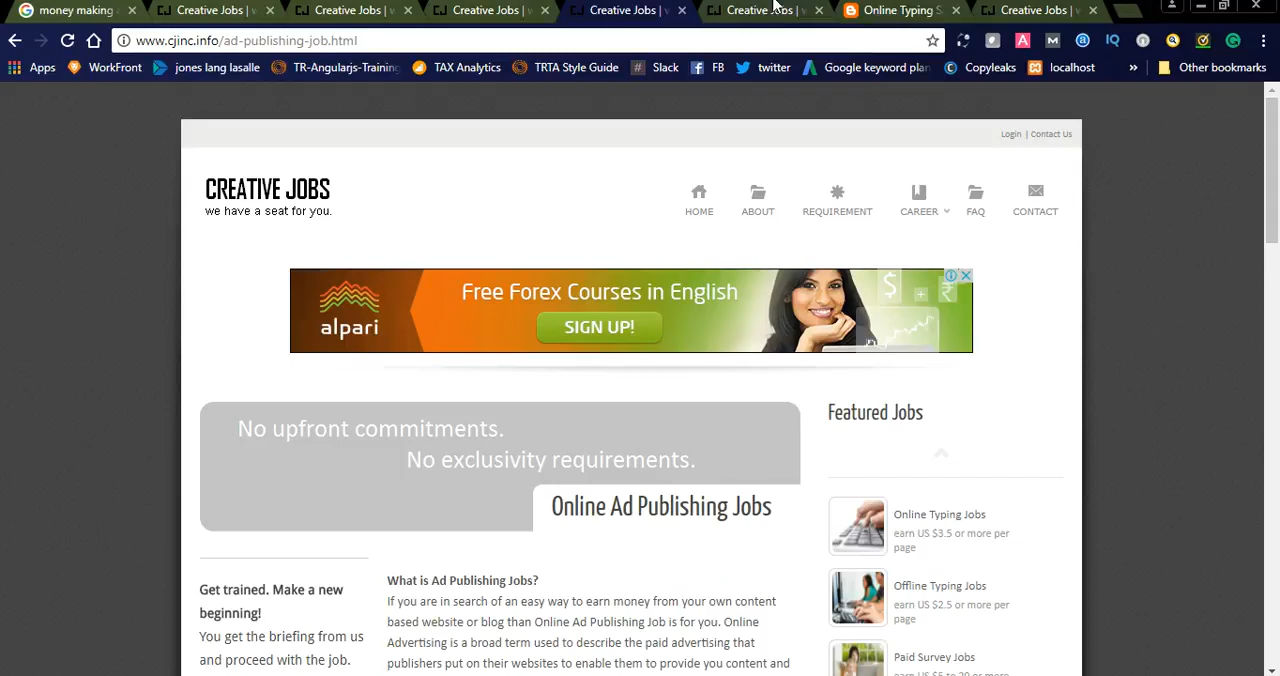 money making
Creative Jobs | w
Creative Jobs | w
Creative Jobs | w
Creative Jobs | w
Creative Jobs | w
Online Typing S
Creative Jobs | w
www.cjinc.info/ad-publishing-job.html
Apps
WorkFront
jones lang lasalle
TR-Angularjs-Training
TAX Analytics
TRTA Style Guide
Slack
FB
twitter
Google keyword plan
Copyleaks
localhost
»
Other bookmarks
Login | Contact Us
CREATIVE JOBS
we have a seat for you.
HOME
ABOUT
REQUIREMENT
CAREER
FAQ
CONTACT
alpari
Free Forex Courses in English
SIGN UP!
No upfront commitments.
No exclusivity requirements.
Online Ad Publishing Jobs
Get trained. Make a new
beginning!
You get the briefing from us
and proceed with the job.
What is Ad Publishing Jobs?
If you are in search of an easy way to earn money from your own content
based website or blog than Online Ad Publishing Job is for you. Online
Advertising is a broad term used to describe the paid advertising that
publishers put on their websites to enable them to provide you content and
Featured Jobs
Online Typing Jobs
earn US $3.5 or more per
page
Offline Typing Jobs
earn US $2.5 or more per
page
Paid Survey Jobs
earn US $5 to 20 or more per